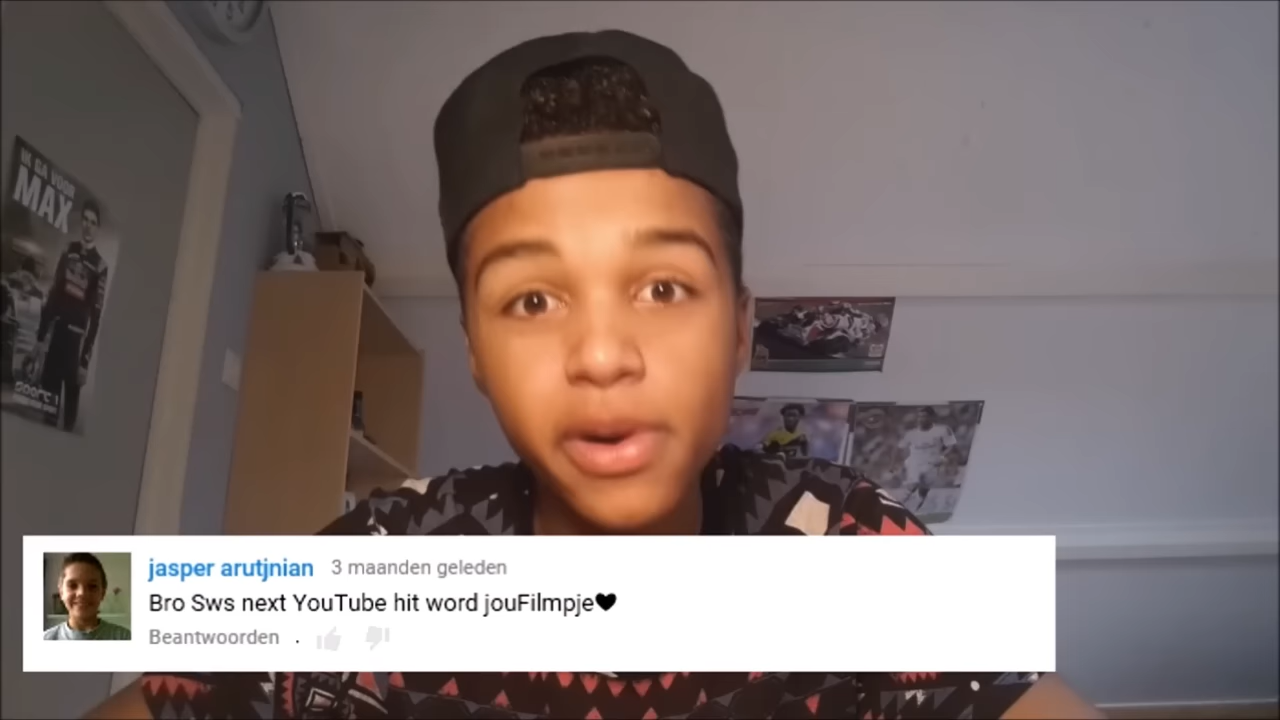 IK GA VOOR
MAX
jasper arutjnian 3 maanden geleden
Bro Sws next YouTube hit word jouFilmpje♥
Beantwoorden .